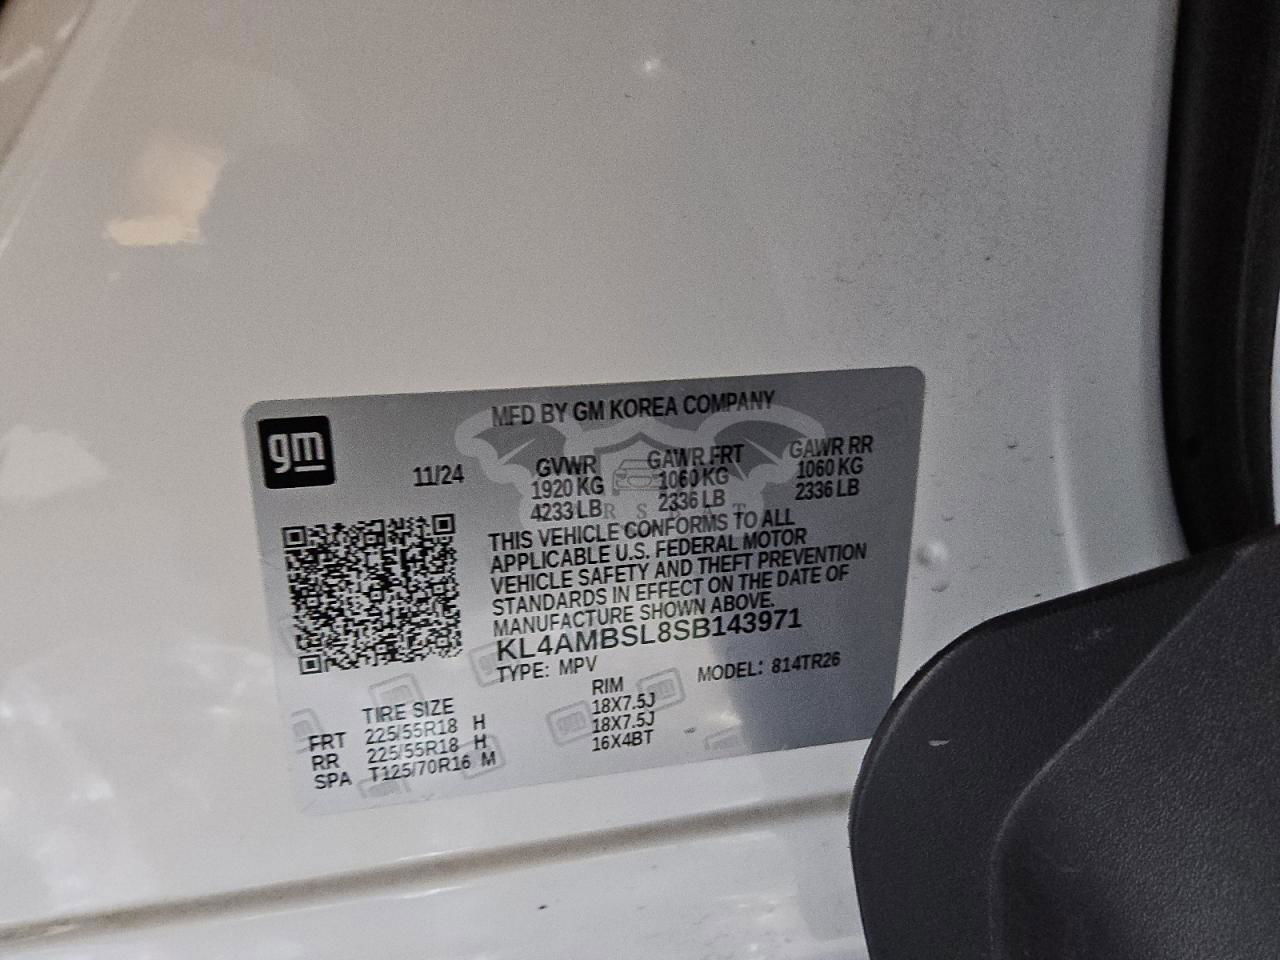 MFD BY GM KOREA COMPANY
gm
11/24
GVWR GAWR FRT GAWR RR
1920 KG 1060 KG 1060 KG
4233 LB 2336 LB 2336 LB
THIS VEHICLE CONFORMS TO ALL
APPLICABLE U.S. FEDERAL MOTOR
VEHICLE SAFETY AND THEFT PREVENTION
STANDARDS IN EFFECT ON THE DATE OF
MANUFACTURE SHOWN ABOVE.
KL4AMBSL8SB143971
TYPE: MPV MODEL: 814TR26
TIRE SIZE RIM
FRT 225/55R18 H 18X7.5J
RR 225/55R18 H 18X7.5J
SPA T125/70R16 M 16X4BT